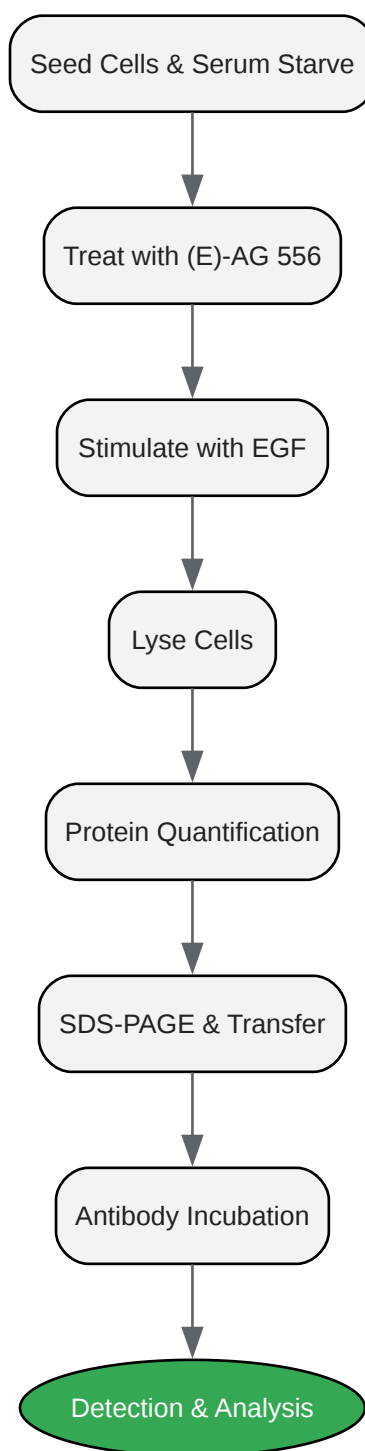 Seed Cells & Serum Starve
Treat with (E)-AG 556
Stimulate with EGF
Lyse Cells
Protein Quantification
SDS-PAGE & Transfer
Antibody Incubation
Detection & Analysis